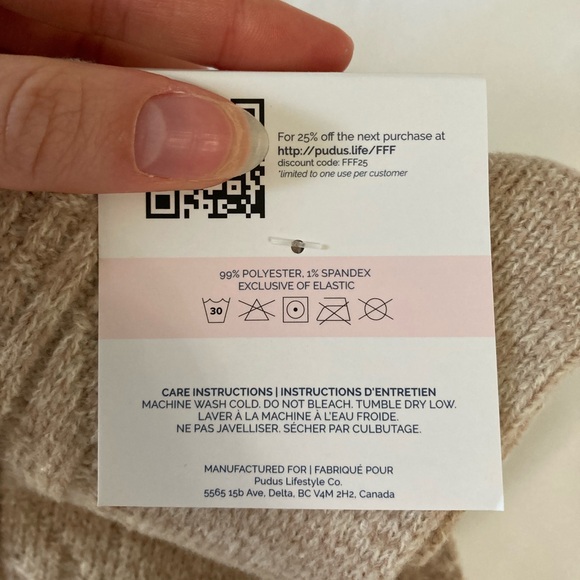 For 25% off the next purchase at
http://pudus.life/FFF
discount code: FFF25
*limited to one use per customer
99% POLYESTER, 1% SPANDEX
EXCLUSIVE OF ELASTIC
30
CARE INSTRUCTIONS | INSTRUCTIONS D'ENTRETIEN
MACHINE WASH COLD. DO NOT BLEACH. TUMBLE DRY LOW.
LAVER À LA MACHINE À L'EAU FROIDE.
NE PAS JAVELLISER. SÉCHER PAR CULBUTAGE.
MANUFACTURED FOR | FABRIQUÉ POUR
Pudus Lifestyle Co.
5565 15b Ave, Delta, BC V4M 2H2, Canada